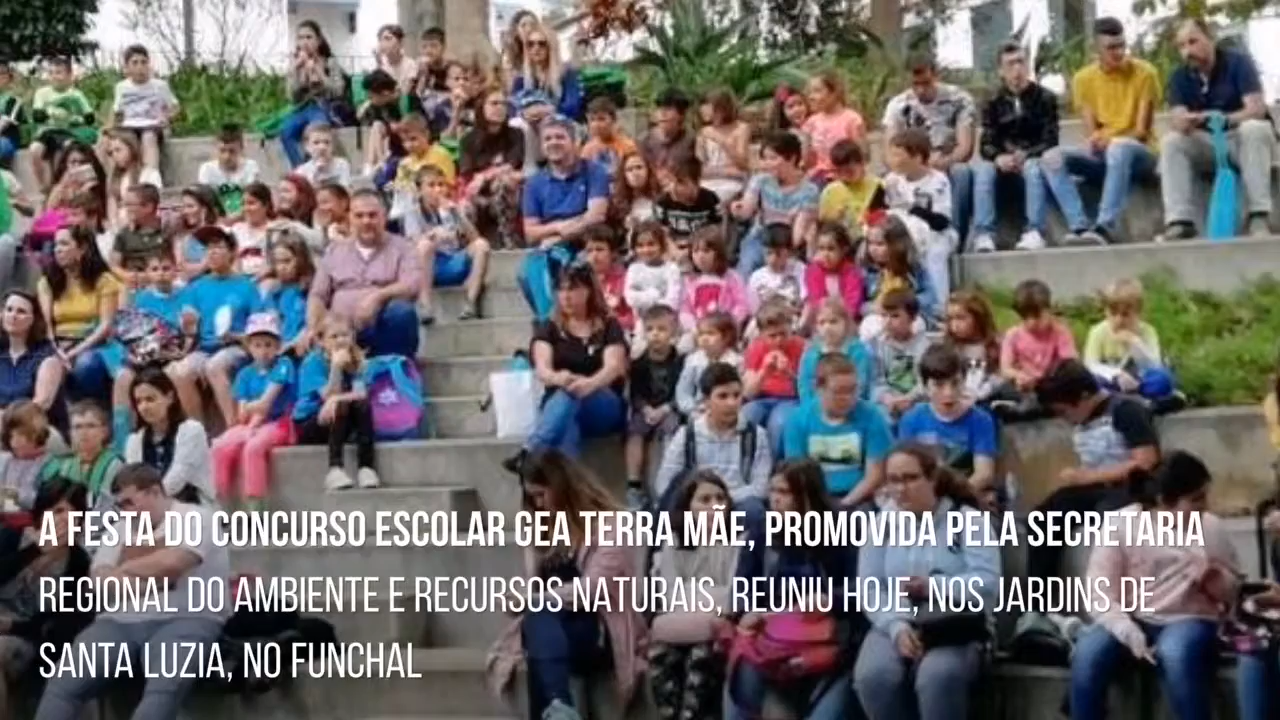 A FESTA DO CONCURSO ESCOLAR GEA TERRA MÃE, PROMOVIDA PELA SECRETARIA
REGIONAL DO AMBIENTE E RECURSOS NATURAIS, REUNIU HOJE, NOS JARDINS DE
SANTA LUZIA, NO FUNCHAL